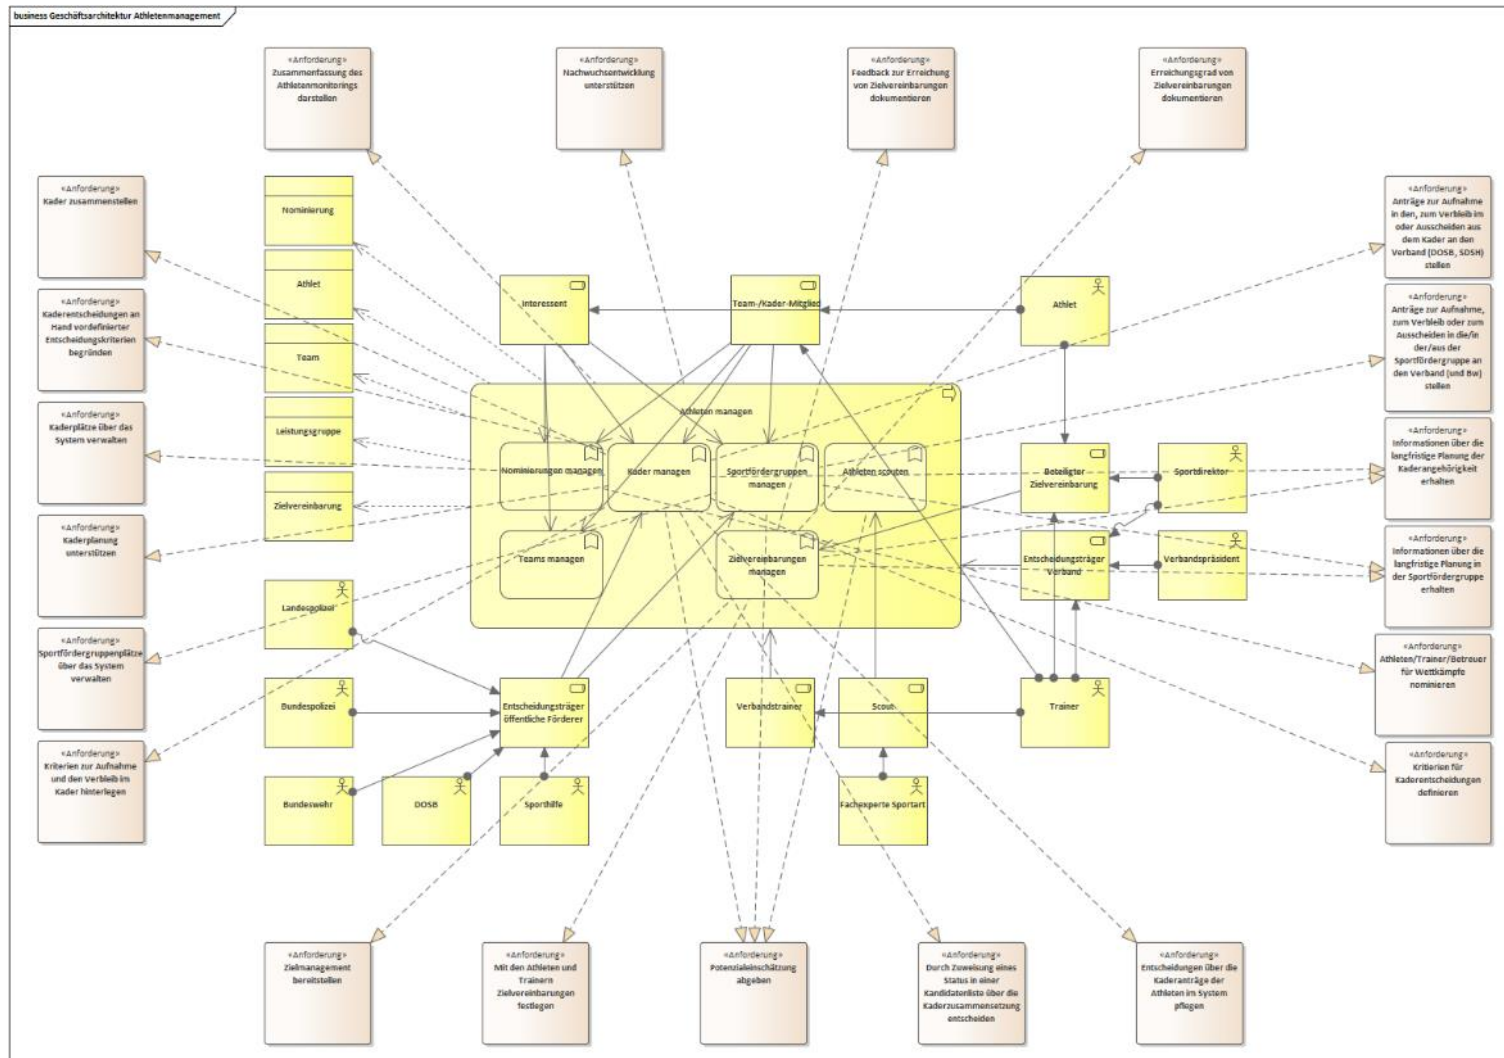 business Geschäftsarchitektur Athletenmanagement
«Anforderung»
Zusammenfassung des
Athletenmonitorings
darstellen
«Anforderung»
Nachwuchsentwicklung
unterstützen
«Anforderung»
Feedback zur Erreichung
von Zielvereinbarungen
dokumentieren
«Anforderung»
Erreichungsgrad von
Zielvereinbarungen
dokumentieren
«Anforderung»
Kader zusammenstellen
«Anforderung»
Kaderentscheidungen an
Hand vordefinierter
Entscheidungskriterien
begründen
«Anforderung»
Kaderplätze über das
System verwalten
«Anforderung»
Kaderplanung
unterstützen
«Anforderung»
Sportfördergruppenplätze
über das System
verwalten
«Anforderung»
Kriterien zur Aufnahme
und den Verbleib im
Kader hinterlegen
Nominierung
Athlet
Team
Leistungsgruppe
Zielvereinbarung
Interessent
Team-/Kader-Mitglied
Athlet
Athleten managen
Nominierungen managen
Kader managen
Sportfördergruppen
managen
Athleten scouten
Teams managen
Zielvereinbarungen
managen
Beteiligter
Zielvereinbarung
Sportdirektor
Entscheidungsträger
Verband
Verbandspräsident
Landespolizei
Bundespolizei
Entscheidungsträger
öffentliche Förderer
Verbandstrainer
Scout
Trainer
Bundeswehr
DOSB
Sporthilfe
Fachexperte Sportart
«Anforderung»
Anträge zur Aufnahme
in den, zum Verbleib im
oder Ausscheiden aus
dem Kader an den
Verband (DOSB, SDSH)
stellen
«Anforderung»
Anträge zur Aufnahme,
zum Verbleib oder zum
Ausscheiden in die/in
der/aus der
Sportfördergruppe an
den Verband (und Bw)
stellen
«Anforderung»
Informationen über die
langfristige Planung der
Kaderangehörigkeit
erhalten
«Anforderung»
Informationen über die
langfristige Planung in
der Sportfördergruppe
erhalten
«Anforderung»
Athleten/Trainer/Betreuer
für Wettkämpfe
nominieren
«Anforderung»
Kritierien für
Kaderentscheidungen
definieren
«Anforderung»
Zielmanagement
bereitstellen
«Anforderung»
Mit den Athleten und
Trainern
Zielvereinbarungen
festlegen
«Anforderung»
Potenzialeinschätzung
abgeben
«Anforderung»
Durch Zuweisung eines
Status in einer
Kandidatenliste über die
Kaderzusammensetzung
entscheiden
«Anforderung»
Entscheidungen über die
Kaderanträge der
Athleten im System
pflegen